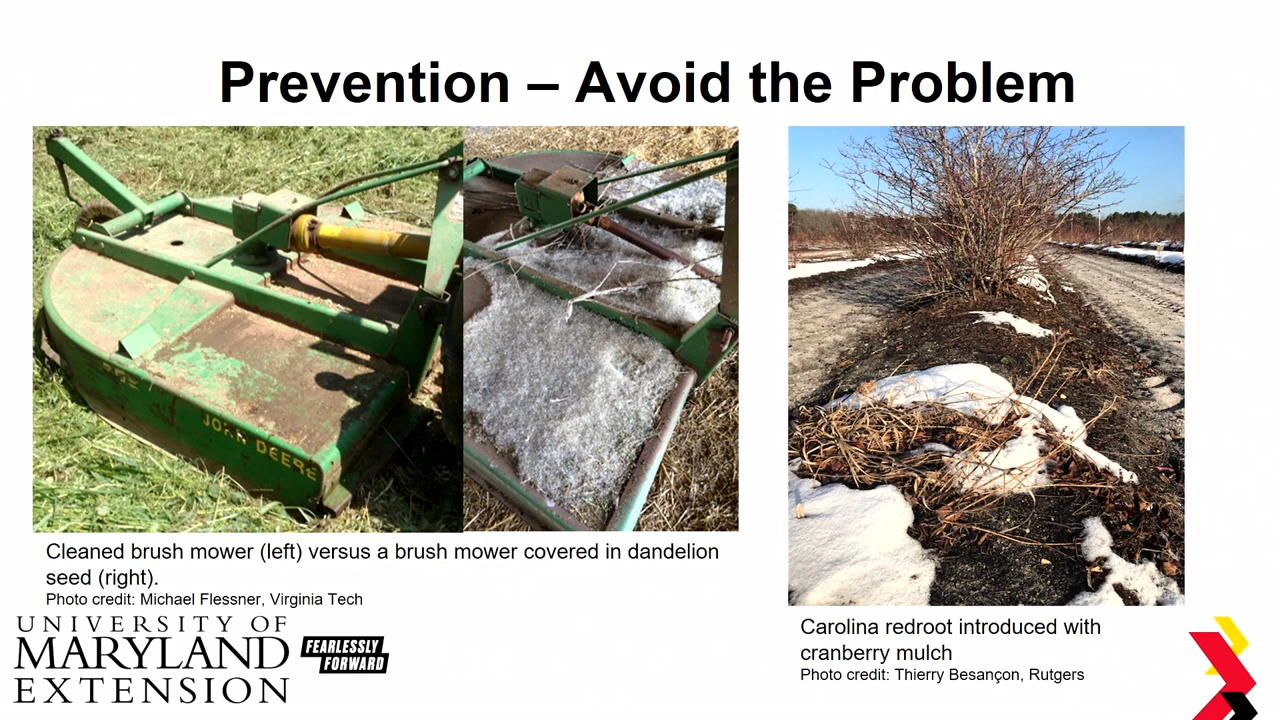 Prevention – Avoid the Problem
JOHN DEERE
Cleaned brush mower (left) versus a brush mower covered in dandelion
seed (right).
Photo credit: Michael Flessner, Virginia Tech
Carolina redroot introduced with
cranberry mulch
Photo credit: Thierry Besançon, Rutgers
UNIVERSITY OF
MARYLAND
EXTENSION
FEARLESSLY
FORWARD